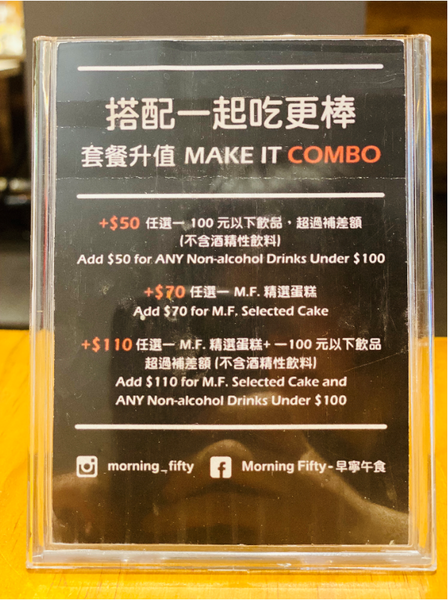 搭配一起吃更棒
套餐升值 MAKE IT COMBO
+$50 任選一 100 元以下飲品，超過補差額
(不含酒精性飲料)
Add $50 for ANY Non-alcohol Drinks Under $100
+$70 任選一 M.F. 精選蛋糕
Add $70 for M.F. Selected Cake
+$110 任選一 M.F. 精選蛋糕+ 一100 元以下飲品
超過補差額 (不含酒精性飲料)
Add $110 for M.F. Selected Cake and
ANY Non-alcohol Drinks Under $100
morning_fifty Morning Fifty-早寧午食